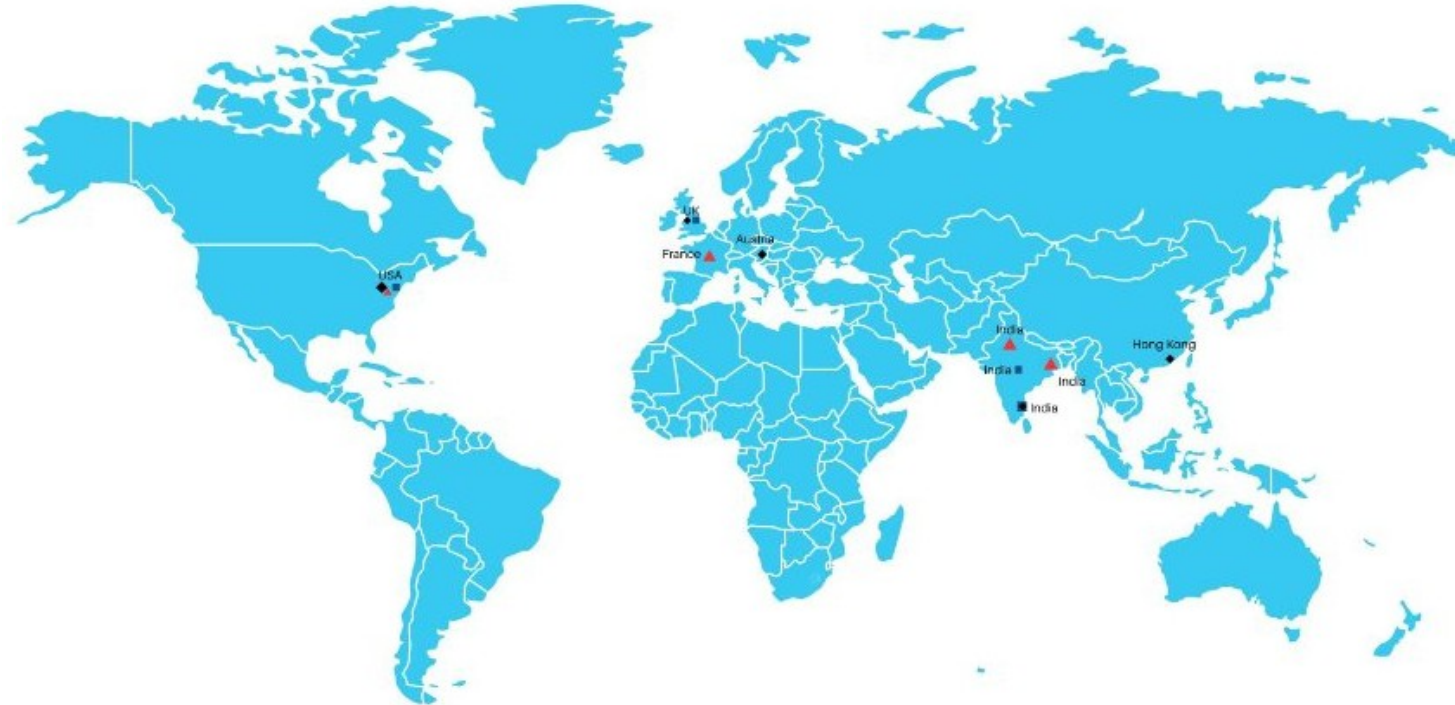 UK
Austria
France
USA
India
Hong Kong
India
India
India